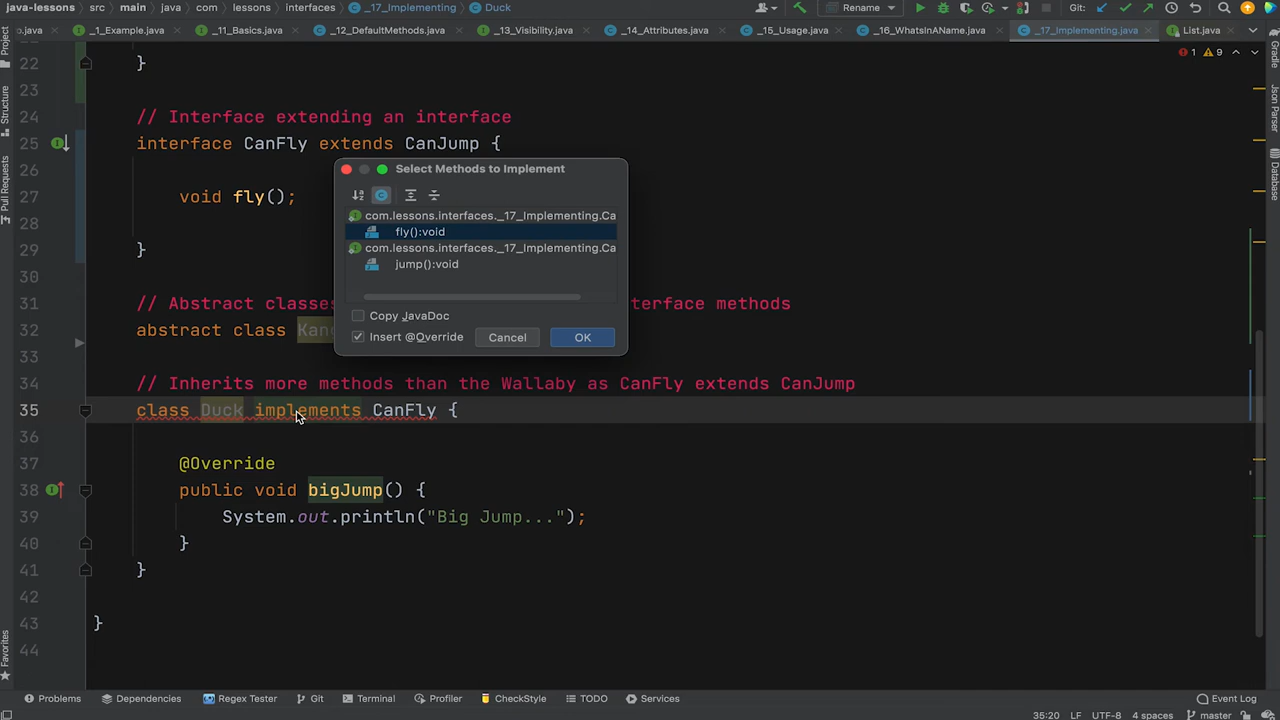 java-lessons > src > main > java > com > lessons > interfaces > _17_Implementing > Duck
Rename
Git:
o.java
_1_Example.java
_11_Basics.java
_12_DefaultMethods.java
_13_Visibility.java
_14_Attributes.java
_15_Usage.java
_16_WhatsInAName.java
_17_Implementing.java
List.java
1 9
Project
Structure
Pull Requests
Favorites
Gradle
Json Parser
Database
22 }
23
24 // Interface extending an interface
25 interface CanFly extends CanJump {
26
27 void fly();
28
29 }
30
31 // Abstract classes terface methods
32 abstract class Kang
33
34 // Inherits more methods than the Wallaby as CanFly extends CanJump
35 class Duck implements CanFly {
36
37 @Override
38 public void bigJump() {
39 System.out.println("Big Jump...");
40 }
41 }
42
43 }
44
Select Methods to Implement
com.lessons.interfaces._17_Implementing.Ca
fly():void
com.lessons.interfaces._17_Implementing.Ca
jump():void
Copy JavaDoc
Insert @Override
Cancel
OK
Problems
Dependencies
Regex Tester
Git
Terminal
Profiler
CheckStyle
TODO
Services
Event Log
35:20 LF UTF-8 4 spaces master